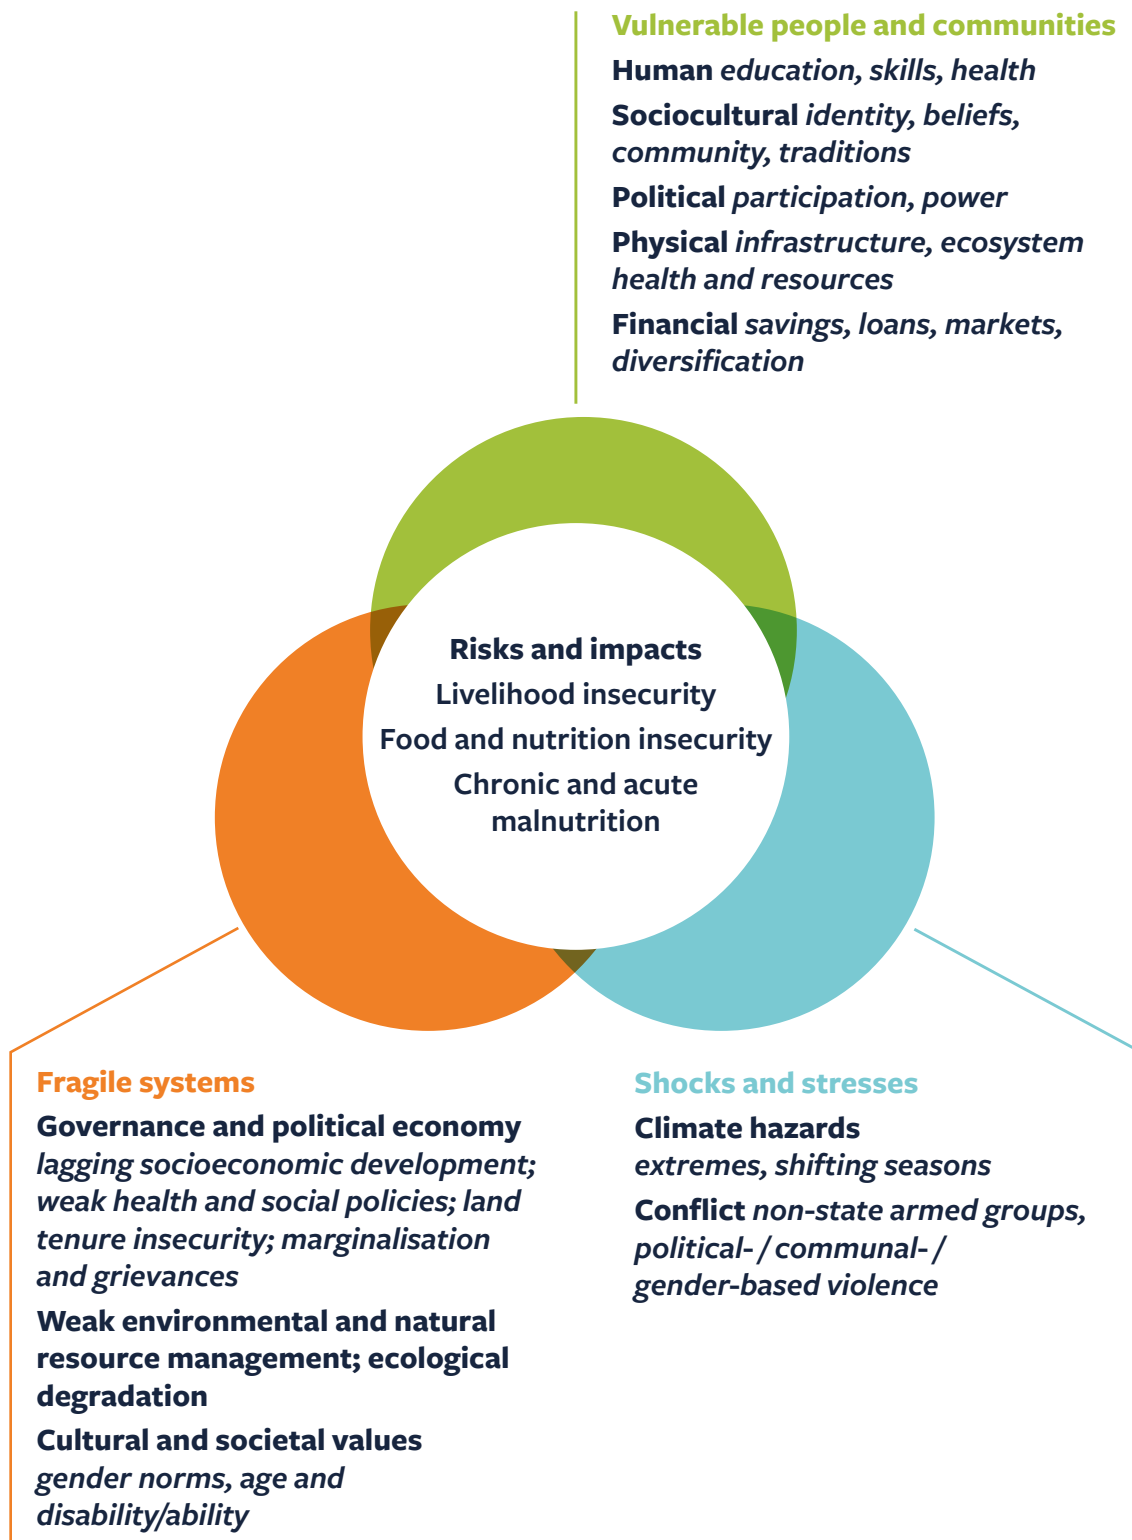 Vulnerable people and communities
Human education, skills, health
Sociocultural identity, beliefs,
community, traditions
Political participation, power
Physical infrastructure, ecosystem
health and resources
Financial savings, loans, markets,
diversification
Risks and impacts
Livelihood insecurity
Food and nutrition insecurity
Chronic and acute
malnutrition
Fragile systems
Governance and political economy
lagging socioeconomic development;
weak health and social policies; land
tenure insecurity; marginalisation
and grievances
Weak environmental and natural
resource management; ecological
degradation
Cultural and societal values
gender norms, age and
disability/ability
Shocks and stresses
Climate hazards
extremes, shifting seasons
Conflict non-state armed groups,
political- / communal- /
gender-based violence